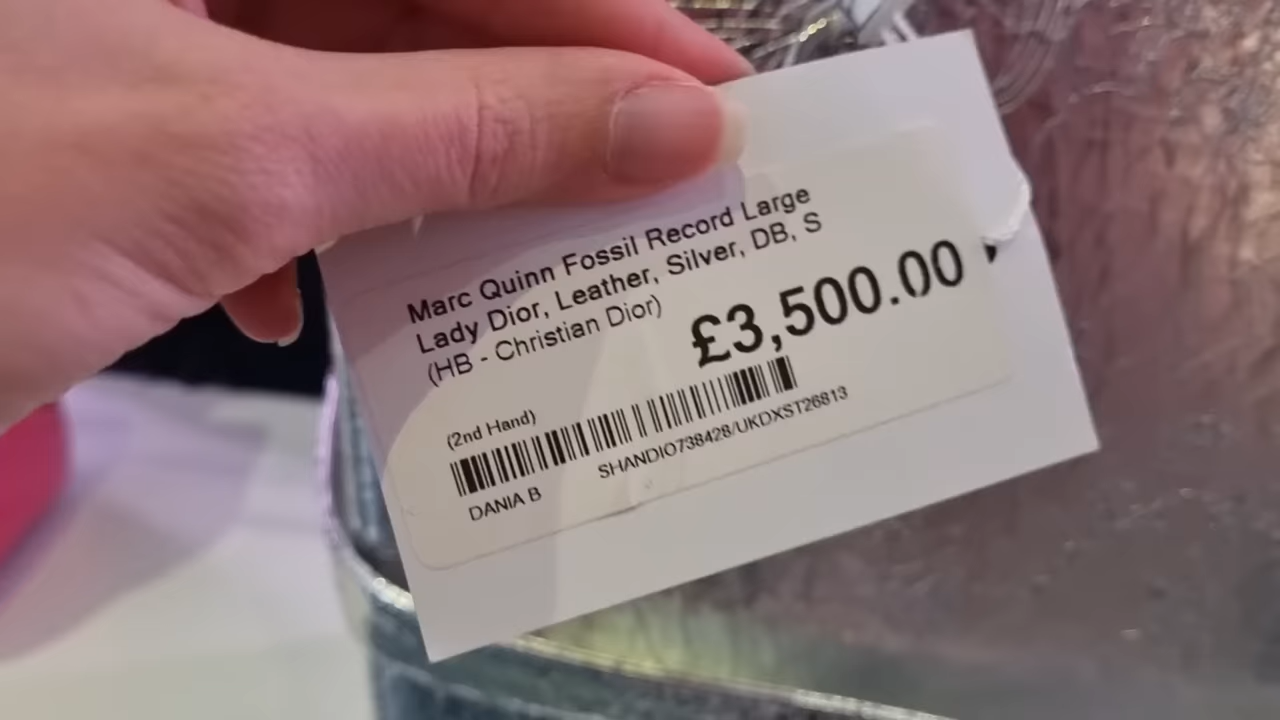 Marc Quinn Fossil Record Large
Lady Dior, Leather, Silver, DB, S
(HB - Christian Dior)
£3,500.00
(2nd Hand)
SHANDIO738428/UKDXST26813
DANIA B